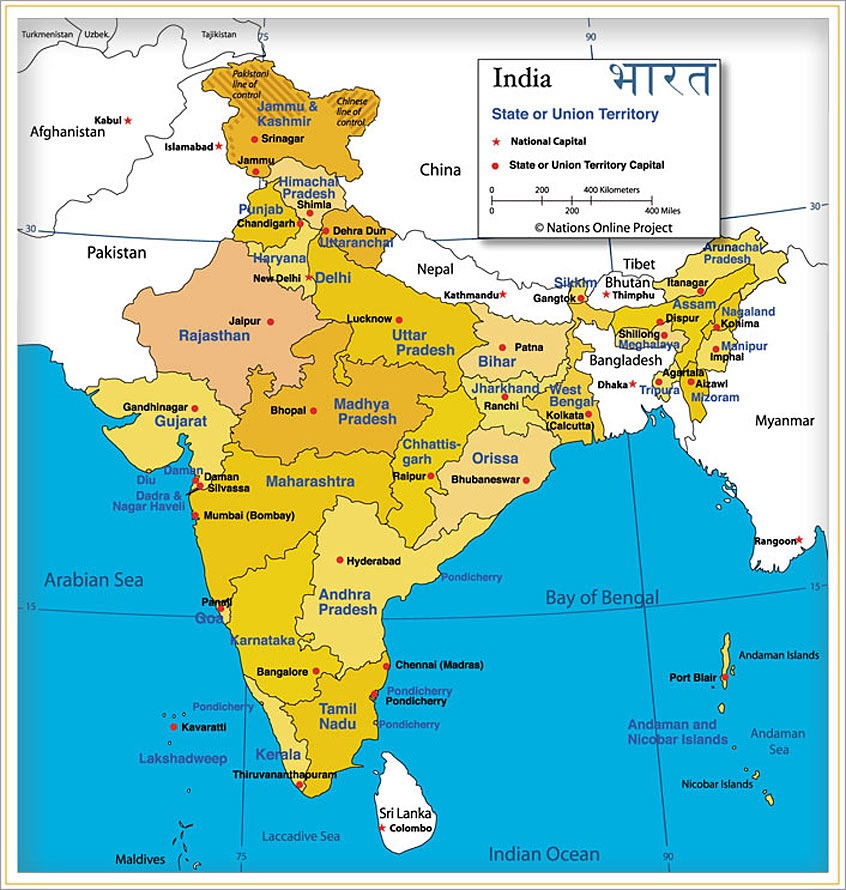 Turkmenistan
Uzbek.
Tajikistan
75
90
Pakistani
line of
control
Chinese
line of
control
Jammu &
Kashmir
Srinagar
Jammu
Kabul
Afghanistan
Islamabad
India
भारत
State or Union Territory
National Capital
State or Union Territory Capital
0 200 400 Kilometers
0 200 400 Miles
© Nations Online Project
China
Himachal
Pradesh
Shimla
Punjab
Chandigarh
Dehra Dun
Uttaranchal
30
30
Pakistan
Haryana
New Delhi
Delhi
Nepal
Kathmandu
Tibet
Bhutan
Thimphu
Sikkim
Gangtok
Arunachal
Pradesh
Itanagar
Assam
Dispur
Nagaland
Kohima
Shillong
Meghalaya
Manipur
Imphal
Jaipur
Rajasthan
Lucknow
Uttar
Pradesh
Patna
Bihar
Bangladesh
Dhaka
Agartala
Tripura
Aizawl
Mizoram
Jharkhand
Ranchi
West
Bengal
Kolkata
(Calcutta)
Myanmar
Gandhinagar
Gujarat
Bhopal
Madhya
Pradesh
Chhattis-
garh
Raipur
Orissa
Bhubaneswar
Daman
Diu
Daman
Silvassa
Dadra &
Nagar Haveli
Maharashtra
Mumbai (Bombay)
Rangoon
Hyderabad
Arabian Sea
Andhra
Pradesh
Pondicherry
Bay of Bengal
15
15
Panaji
Goa
Karnataka
Bangalore
Chennai (Madras)
Andaman Islands
Port Blair
Pondicherry
Pondicherry
Pondicherry
Pondicherry
Tamil
Nadu
Kavaratti
Lakshadweep
Kerala
Thiruvananthapuram
Andaman and
Nicobar Islands
Andaman
Sea
Nicobar Islands
Sri Lanka
Colombo
Laccadive Sea
Maldives
Indian Ocean
75
90